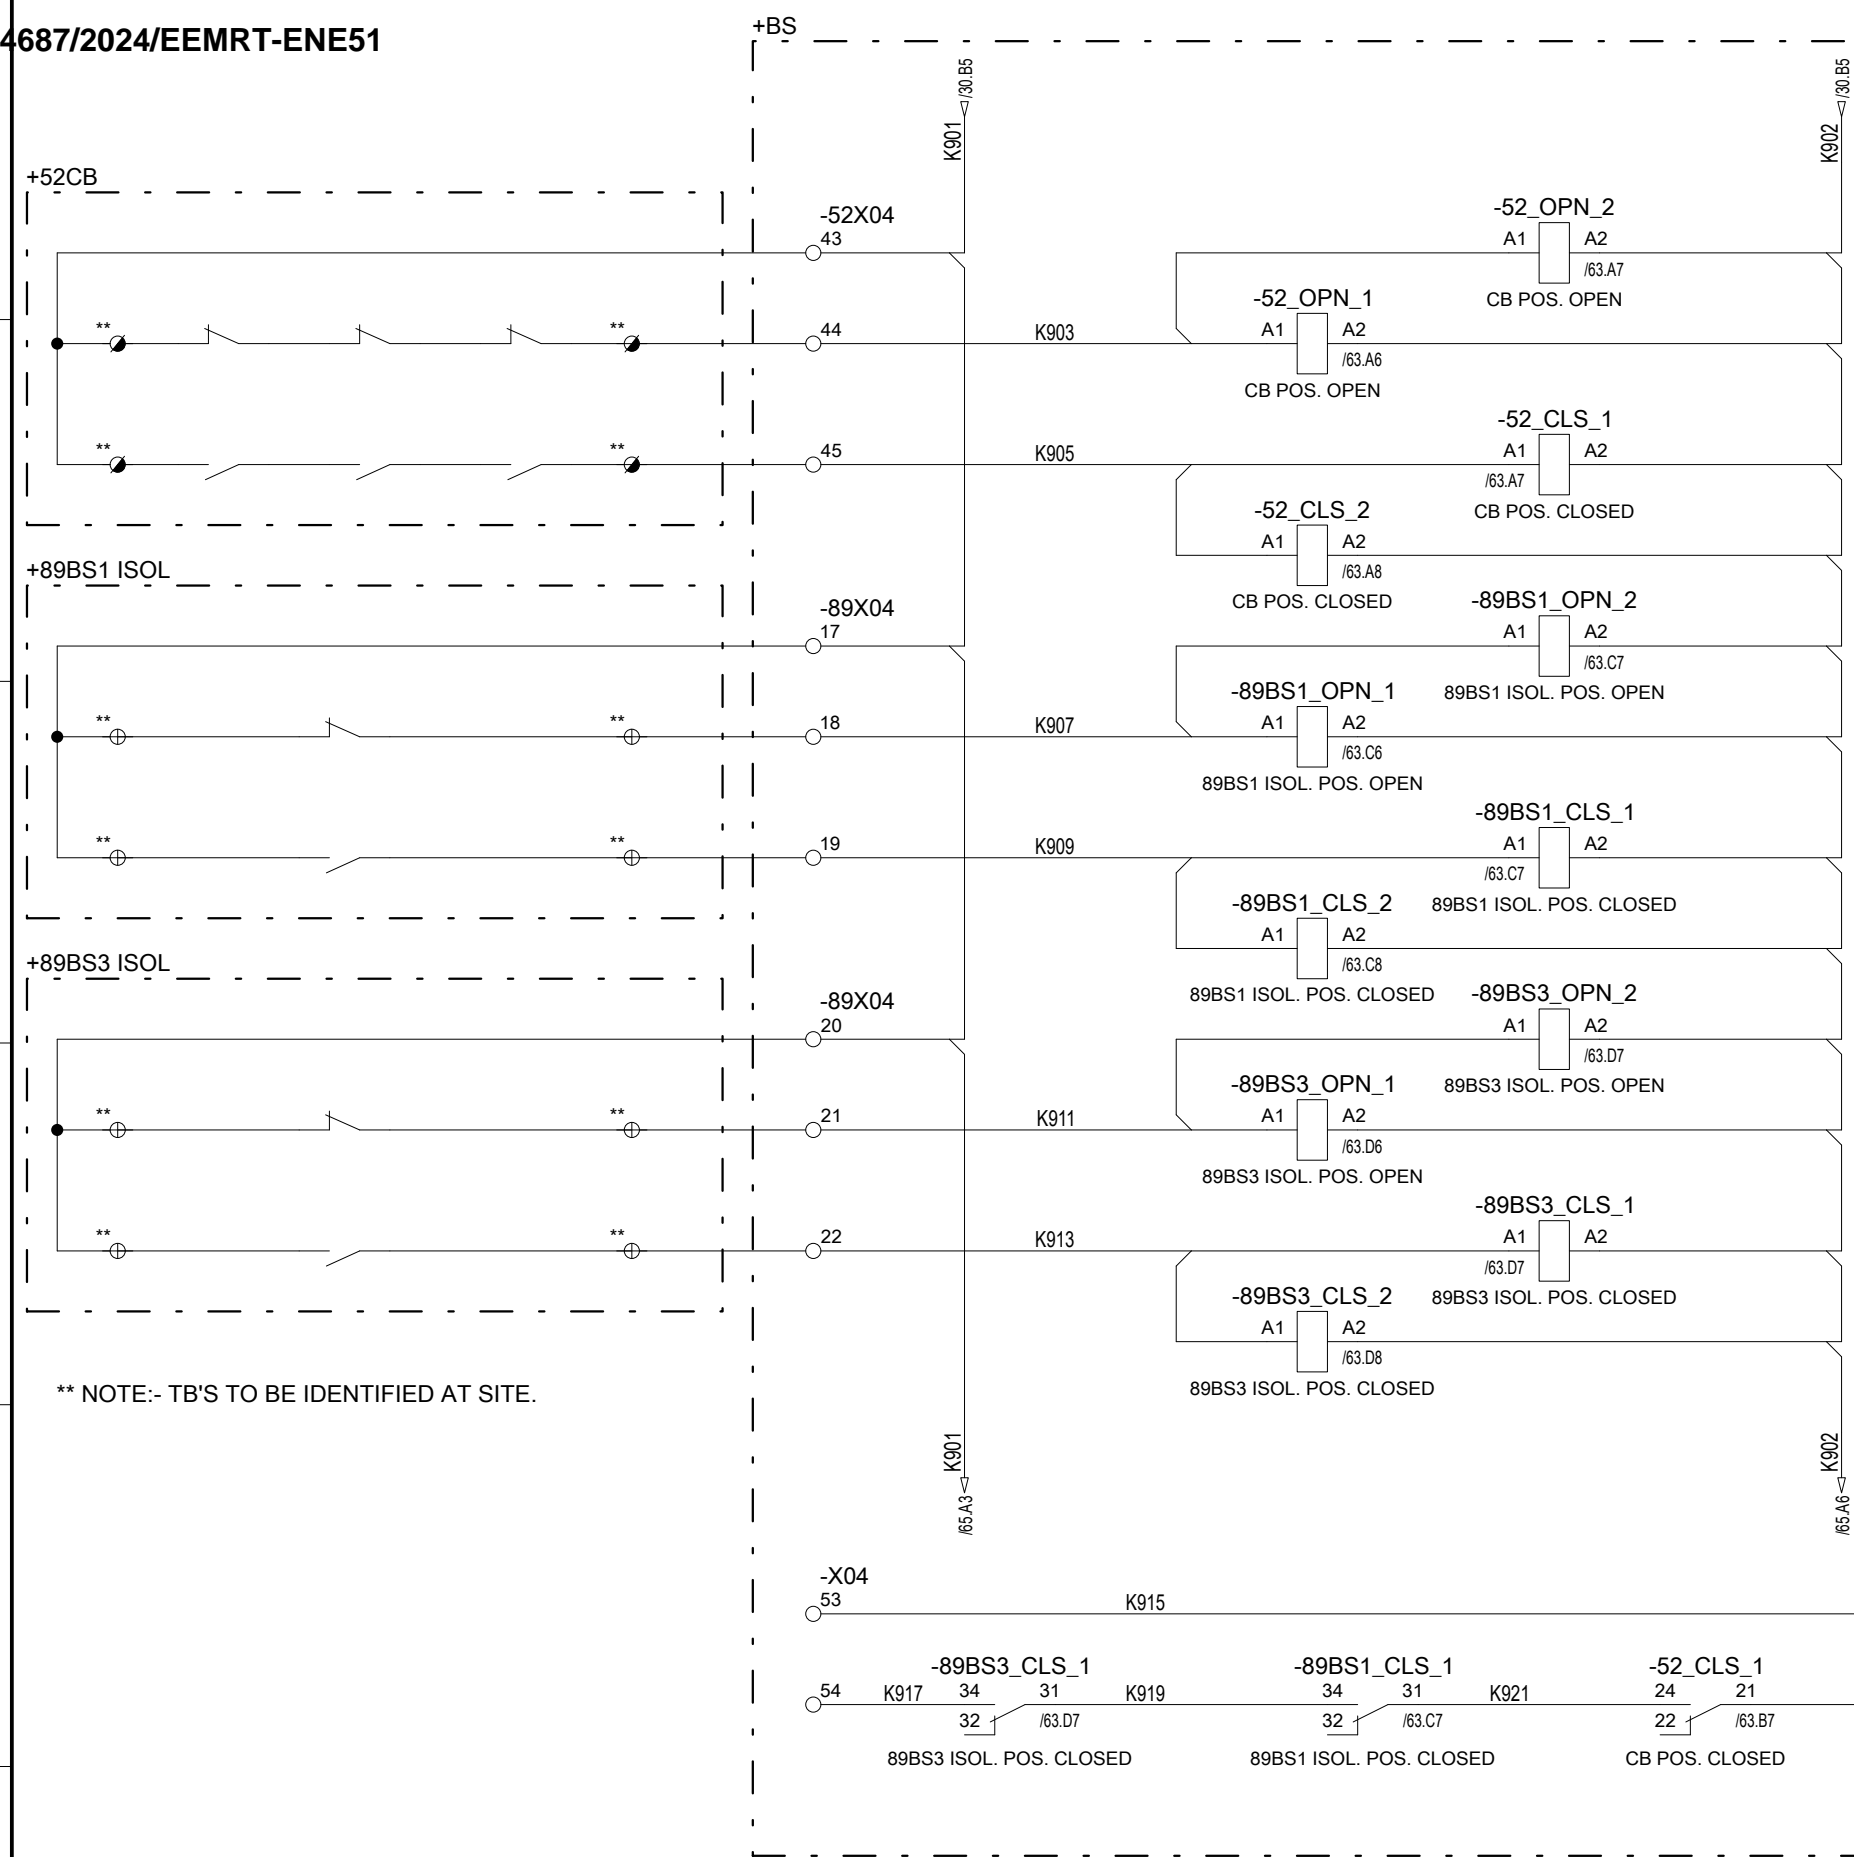 4687/2024/EEMRT-ENE51
+BS
/30.B5
/30.B5
K901
K902
+52CB
-52X04
43
-52_OPN_2
A1 A2
/63.A7
CB POS. OPEN
-52_OPN_1
** ** 44 K903 A1 A2
/63.A6
CB POS. OPEN
-52_CLS_1
** ** 45 K905 A1 A2
/63.A7
CB POS. CLOSED
-52_CLS_2
A1 A2
/63.A8
CB POS. CLOSED
+89BS1 ISOL
-89X04
17
-89BS1_OPN_2
A1 A2
/63.C7
89BS1 ISOL. POS. OPEN
-89BS1_OPN_1
** ** 18 K907 A1 A2
/63.C6
89BS1 ISOL. POS. OPEN
-89BS1_CLS_1
** ** 19 K909 A1 A2
/63.C7
89BS1 ISOL. POS. CLOSED
-89BS1_CLS_2
A1 A2
/63.C8
89BS1 ISOL. POS. CLOSED
+89BS3 ISOL
-89X04
20
-89BS3_OPN_2
A1 A2
/63.D7
89BS3 ISOL. POS. OPEN
-89BS3_OPN_1
** ** 21 K911 A1 A2
/63.D6
89BS3 ISOL. POS. OPEN
-89BS3_CLS_1
** ** 22 K913 A1 A2
/63.D7
89BS3 ISOL. POS. CLOSED
-89BS3_CLS_2
A1 A2
/63.D8
89BS3 ISOL. POS. CLOSED
** NOTE:- TB'S TO BE IDENTIFIED AT SITE.
K901
K902
/65.A3
/65.A6
-X04
53 K915
-89BS3_CLS_1 -89BS1_CLS_1 -52_CLS_1
54 K917 34 31 K919 34 31 K921 24 21
32 /63.D7 32 /63.C7 22 /63.B7
89BS3 ISOL. POS. CLOSED 89BS1 ISOL. POS. CLOSED CB POS. CLOSED